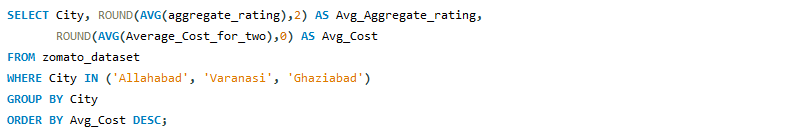 SELECT City, ROUND(AVG(aggregate_rating),2) AS Avg_Aggregate_rating,
ROUND(AVG(Average_Cost_for_two),0) AS Avg_Cost
FROM zomato_dataset
WHERE City IN ('Allahabad', 'Varanasi', 'Ghaziabad')
GROUP BY City
ORDER BY Avg_Cost DESC;